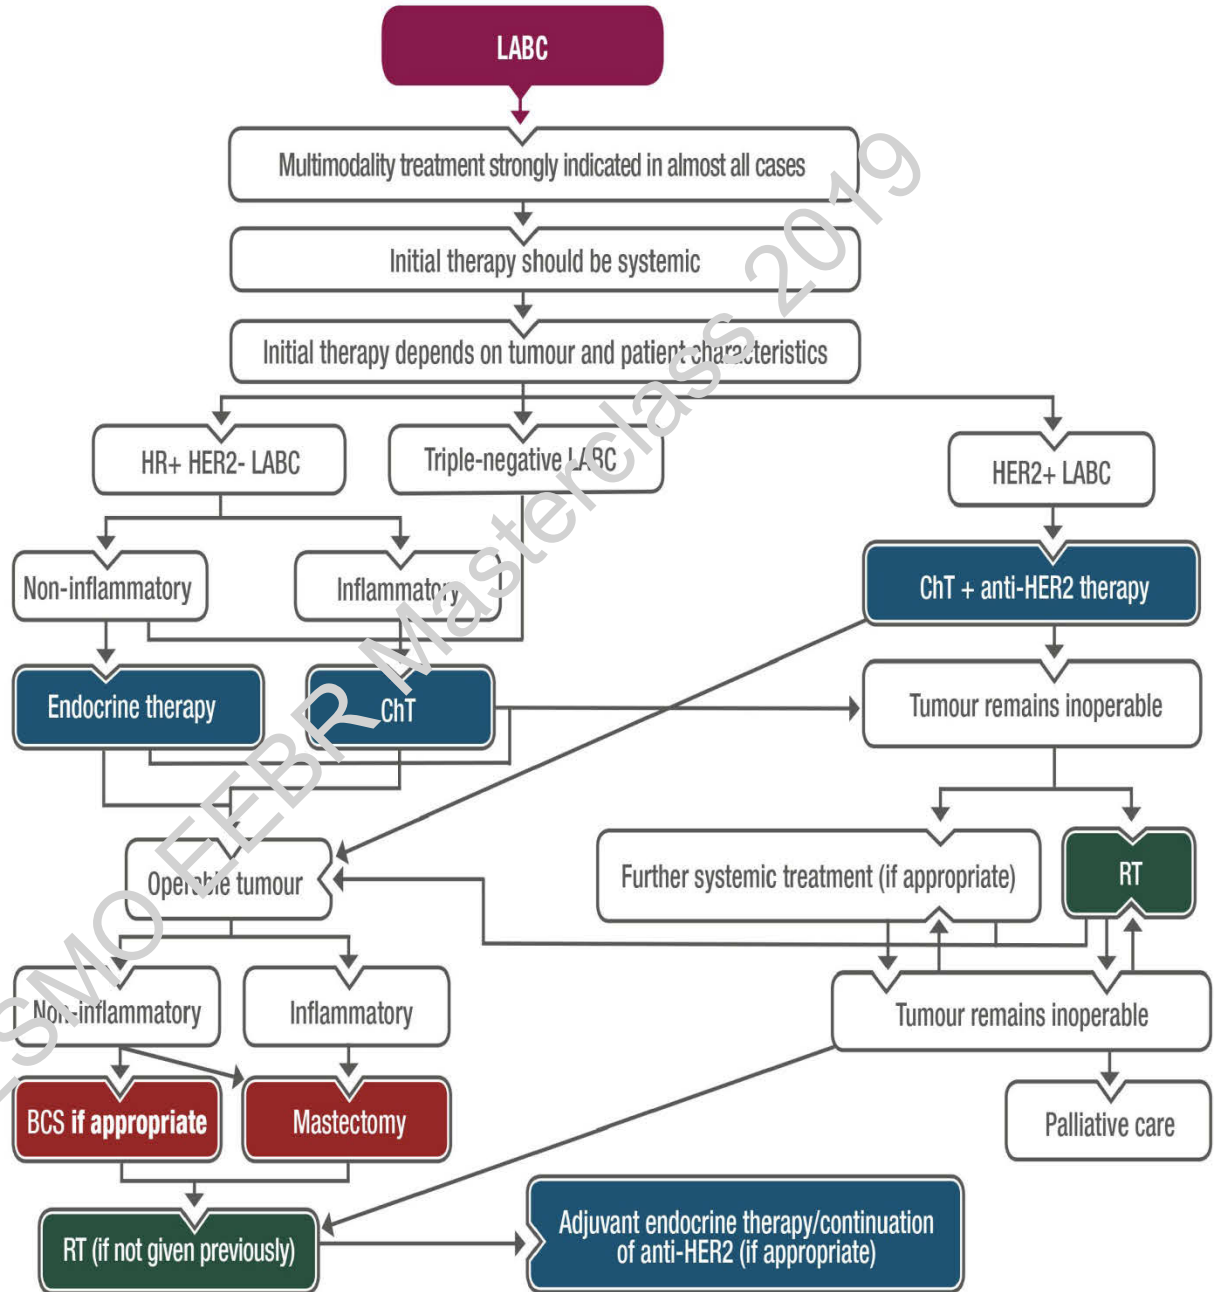 LABC
Multimodality treatment strongly indicated in almost all cases
Initial therapy should be systemic
Initial therapy depends on tumour and patient characteristics
HR+ HER2- LABC
Triple-negative LABC
HER2+ LABC
Non-inflammatory
Inflammatory
ChT + anti-HER2 therapy
Endocrine therapy
ChT
Tumour remains inoperable
Operable tumour
Further systemic treatment (if appropriate)
RT
Non-inflammatory
Inflammatory
Tumour remains inoperable
BCS if appropriate
Mastectomy
Palliative care
RT (if not given previously)
Adjuvant endocrine therapy/continuation
of anti-HER2 (if appropriate)
ESMO EEBR Masterclass 2019